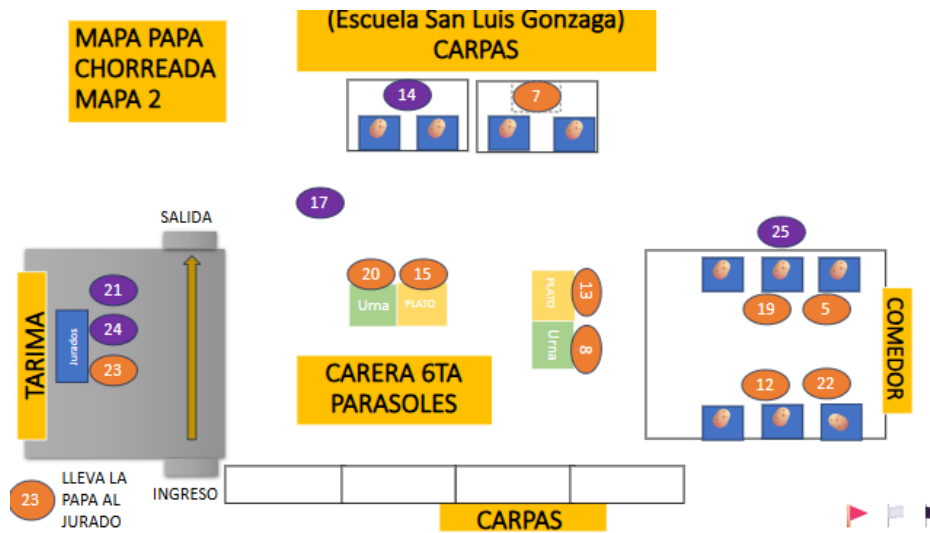 (Escuela San Luis Gonzaga)
CARPAS
MAPA PAPA
CHORREADA
MAPA 2
14
7
17
SALIDA
25
21
20
15
13
Urna
PLATO
PLATO
19
5
TARIMA
Jurados
24
8
Urna
COMEDOR
23
CARERA 6TA
PARASOLES
12
22
23
LLEVA LA
PAPA AL
JURADO
INGRESO
CARPAS